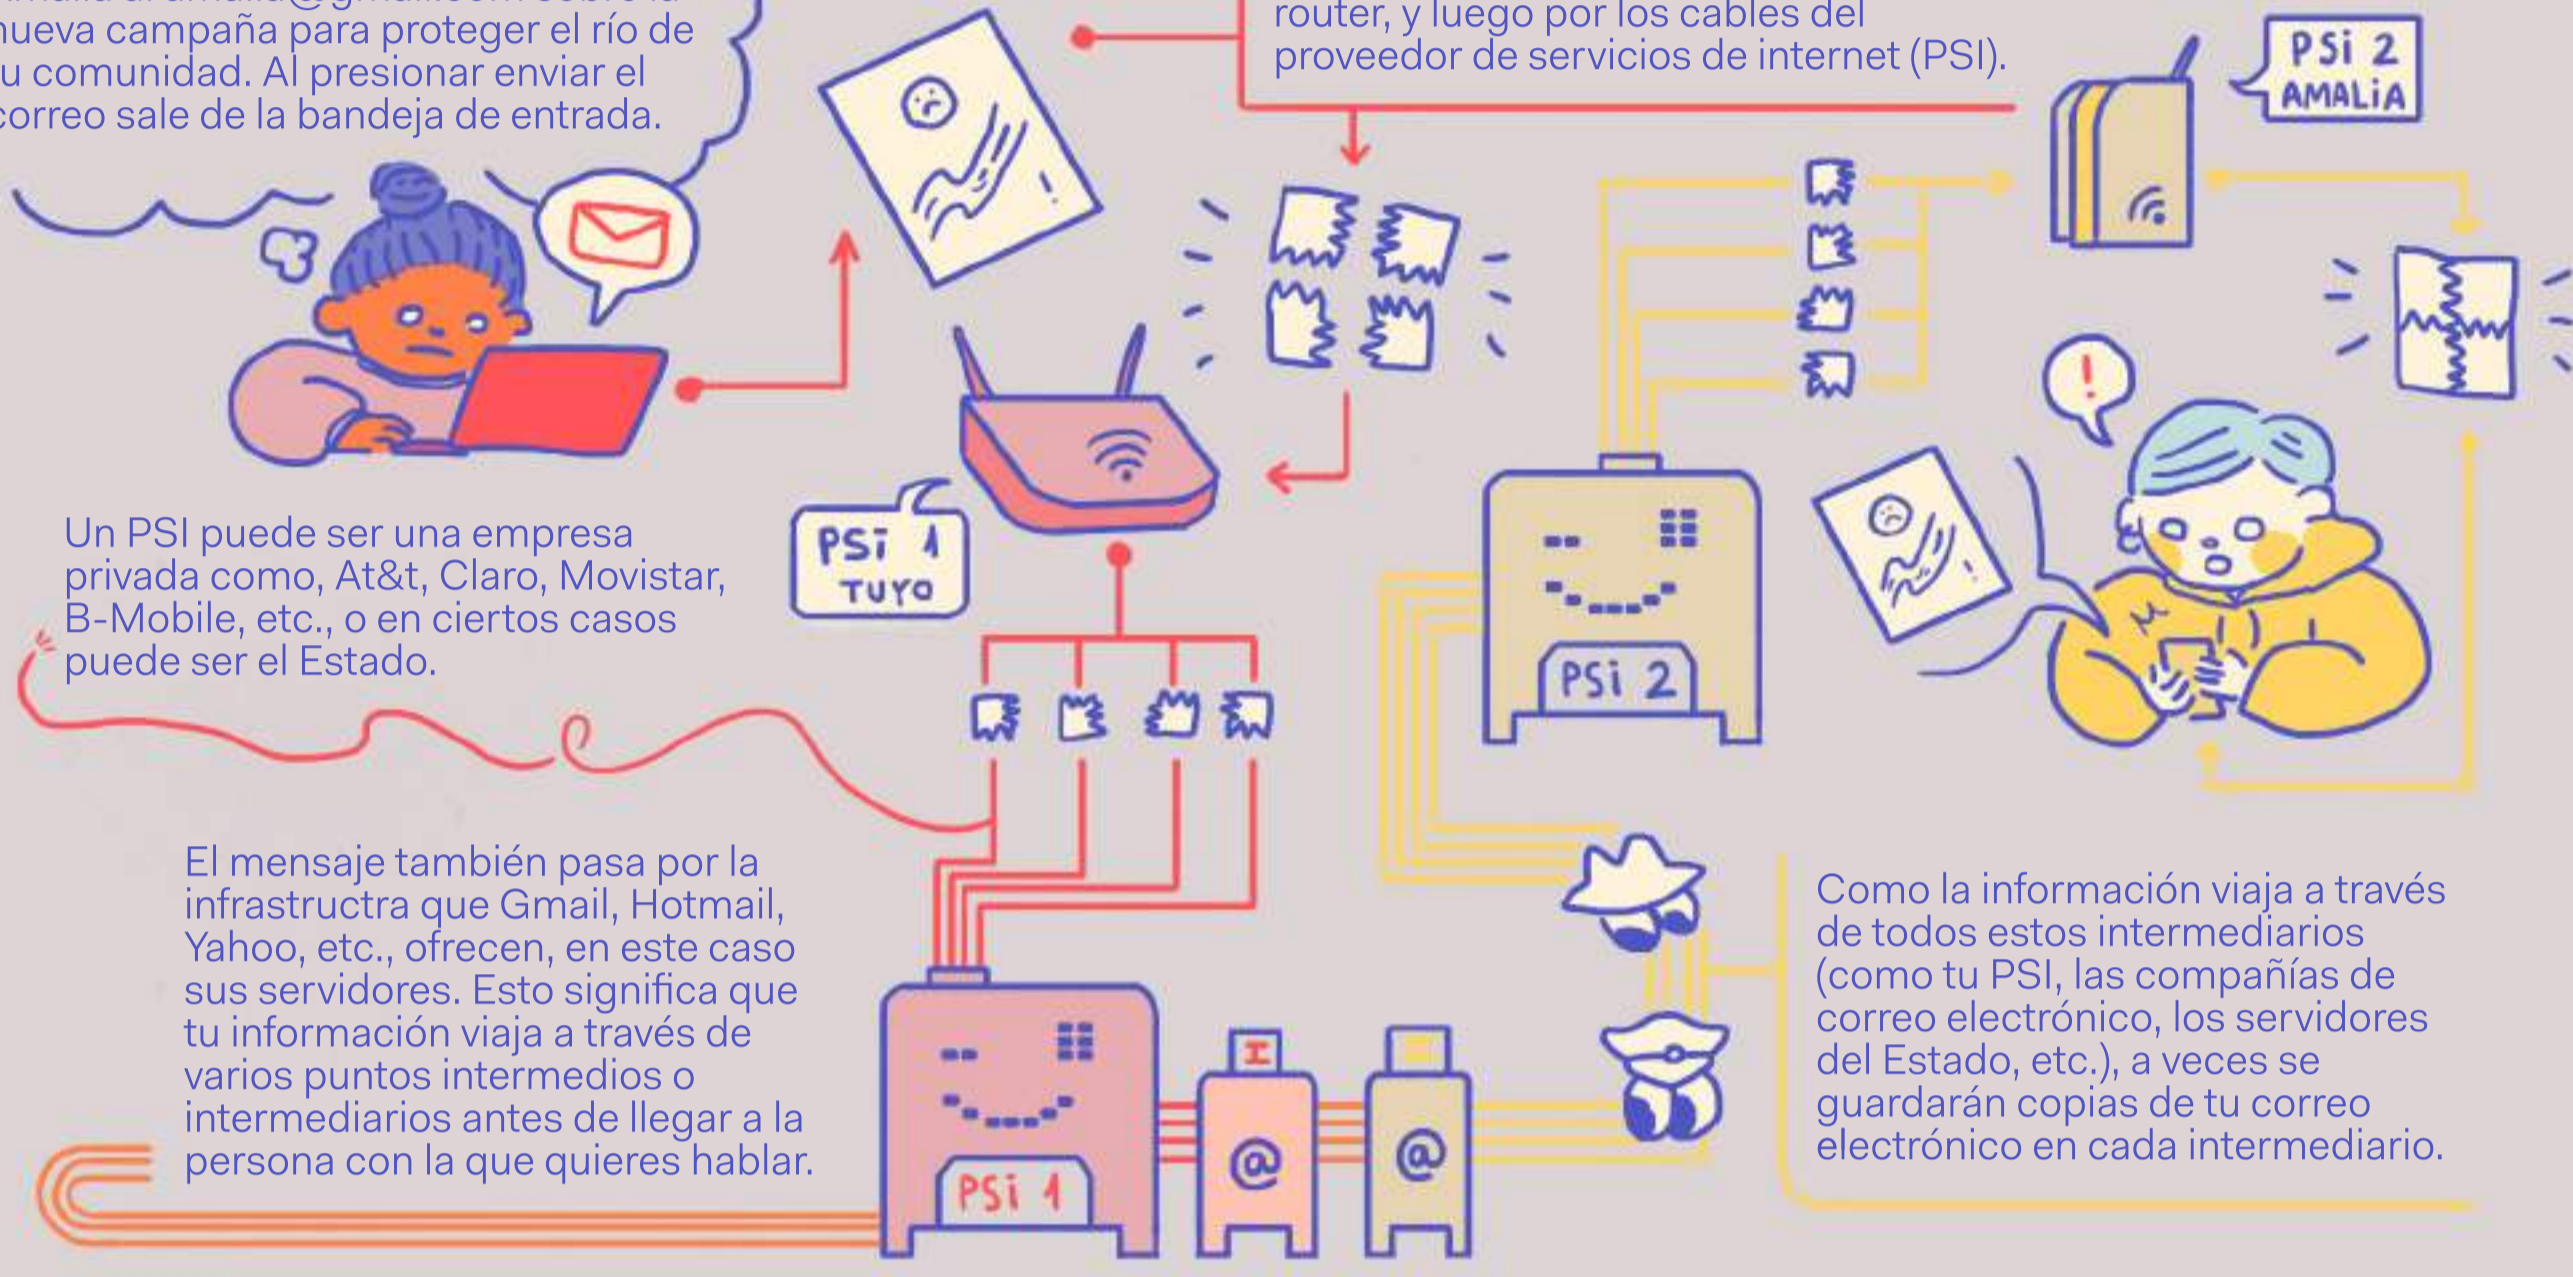 nueva campaña para proteger el río de
u comunidad. Al presionar enviar el
correo sale de la bandeja de entrada.
router, y luego por los cables del
proveedor de servicios de internet (PSI).
PSi 2
AMALiA
Un PSI puede ser una empresa
privada como, At&t, Claro, Movistar,
B-Mobile, etc., o en ciertos casos
puede ser el Estado.
PSi 1
TUYO
PSi 2
El mensaje también pasa por la
infrastructra que Gmail, Hotmail,
Yahoo, etc., ofrecen, en este caso
sus servidores. Esto significa que
tu información viaja a través de
varios puntos intermedios o
intermediarios antes de llegar a la
persona con la que quieres hablar.
PSi 1
I
@
@
Como la información viaja a través
de todos estos intermediarios
(como tu PSI, las compañías de
correo electrónico, los servidores
del Estado, etc.), a veces se
guardarán copias de tu correo
electrónico en cada intermediario.